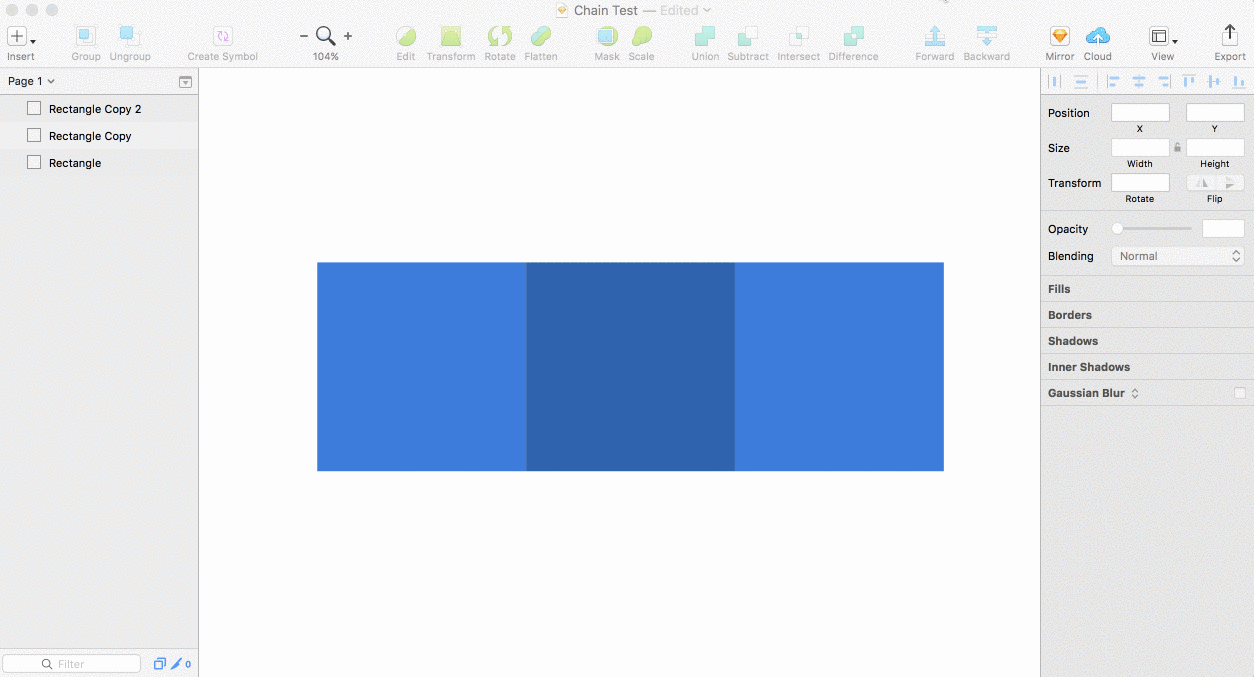 Chain Test — Edited
Insert
Group
Ungroup
Create Symbol
104%
Edit
Transform
Rotate
Flatten
Mask
Scale
Union
Subtract
Intersect
Difference
Forward
Backward
Mirror
Cloud
View
Export
Page 1
Rectangle Copy 2
Rectangle Copy
Rectangle
Filter
0
Position
X
Y
Size
Width
Height
Transform
Rotate
Flip
Opacity
Blending
Normal
Fills
Borders
Shadows
Inner Shadows
Gaussian Blur